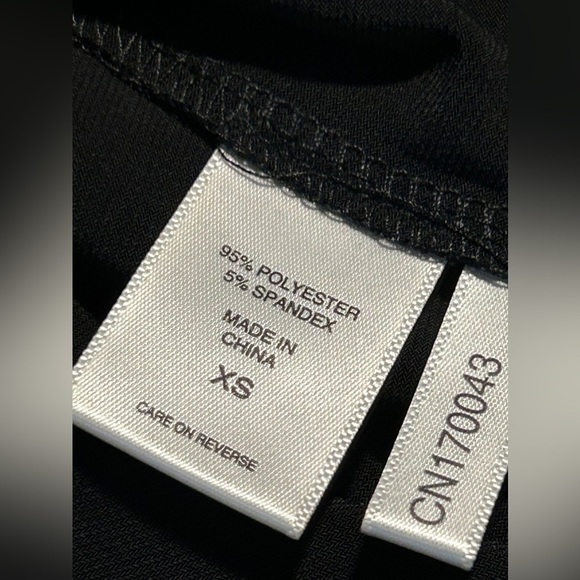 95% POLYESTER
5% SPANDEX
MADE IN
CHINA
XS
CARE ON REVERSE
CN170043